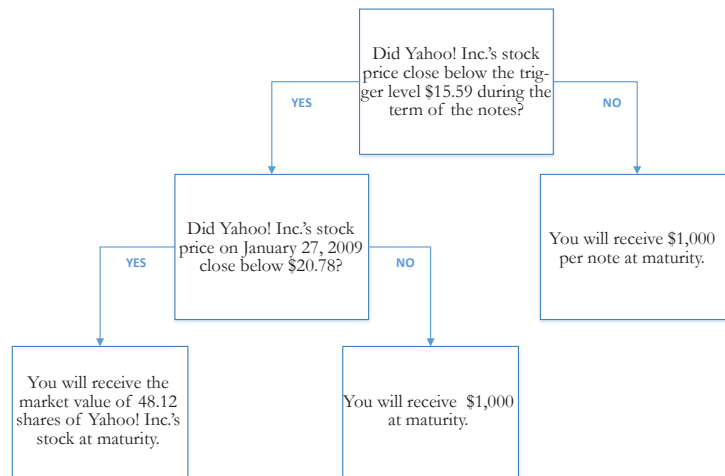 Did Yahoo! Inc.'s stock
price close below the trig-
ger level $15.59 during the
term of the notes?
YES
NO
Did Yahoo! Inc.'s stock
price on January 27, 2009
close below $20.78?
You will receive $1,000
per note at maturity.
YES
NO
You will receive the
market value of 48.12
shares of Yahoo! Inc.'s
stock at maturity.
You will receive $1,000
at maturity.